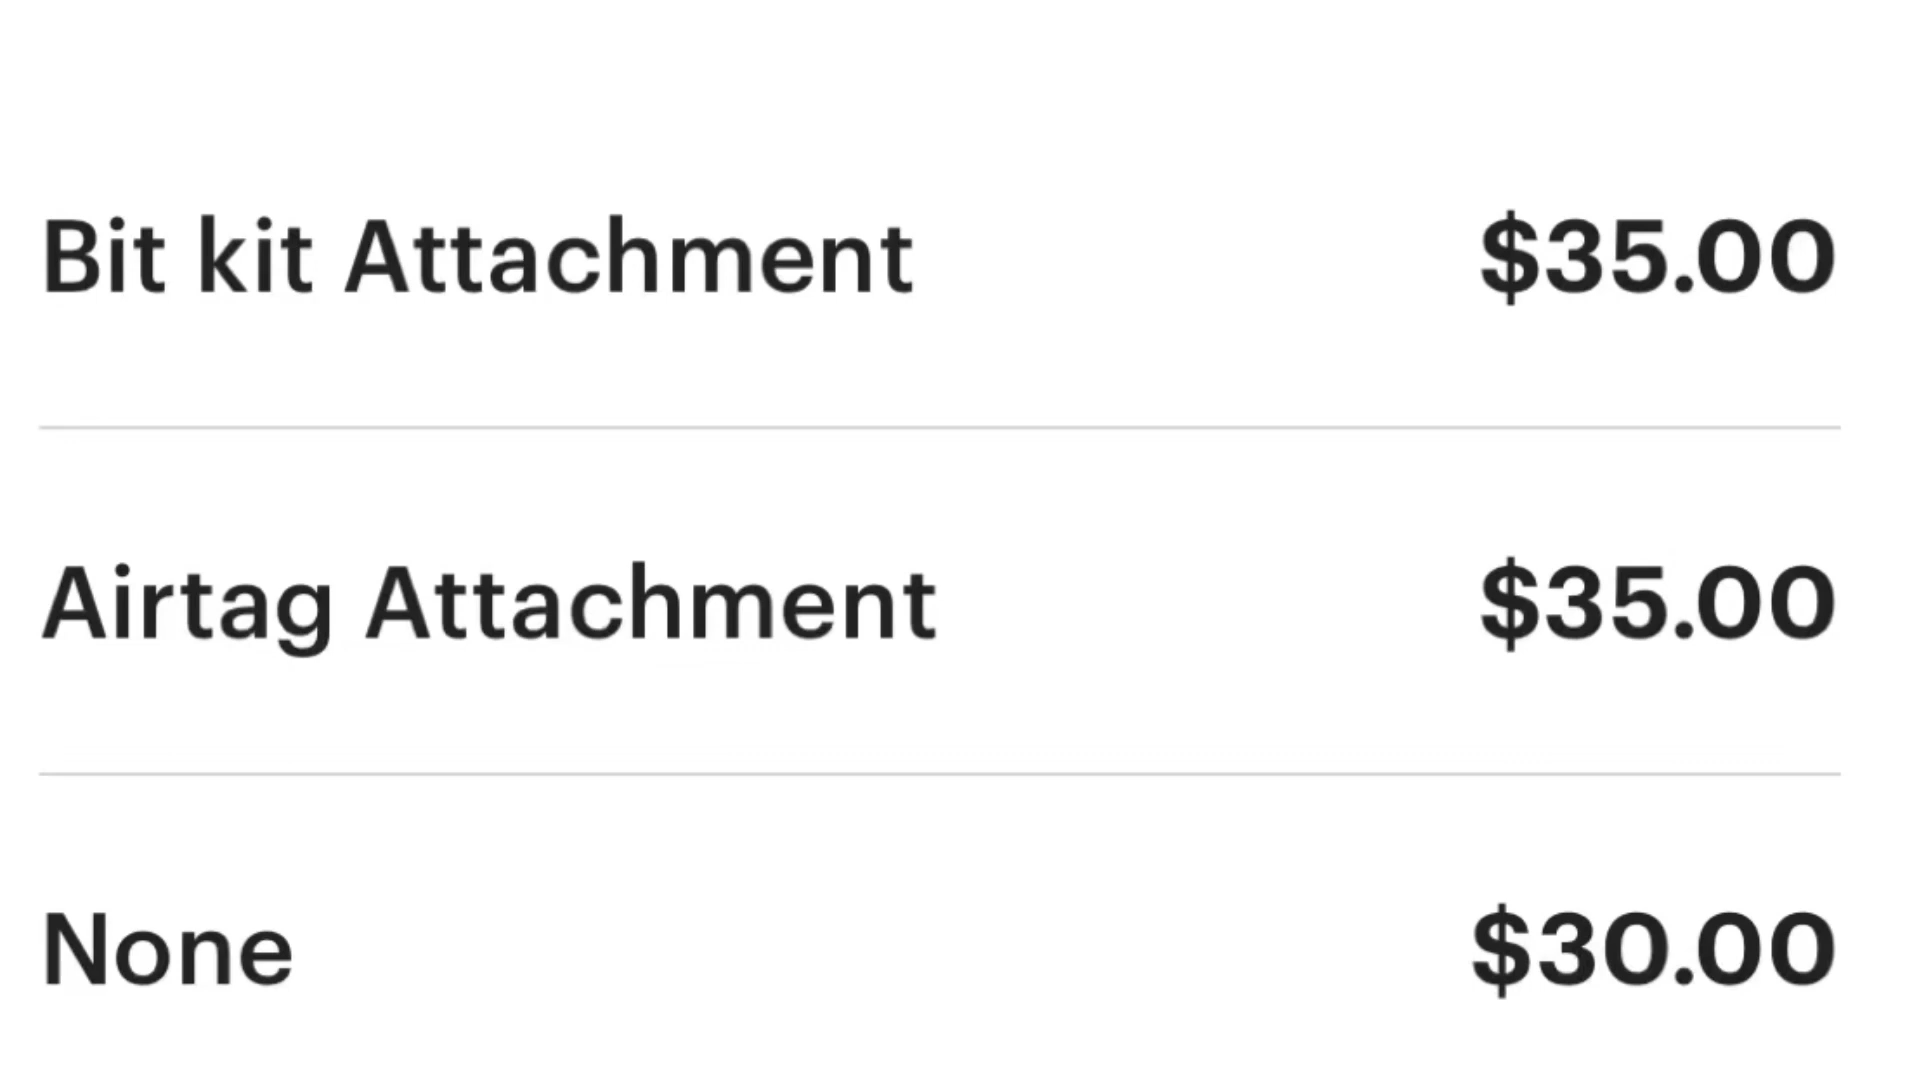 Bit kit Attachment $35.00
Airtag Attachment $35.00
None $30.00